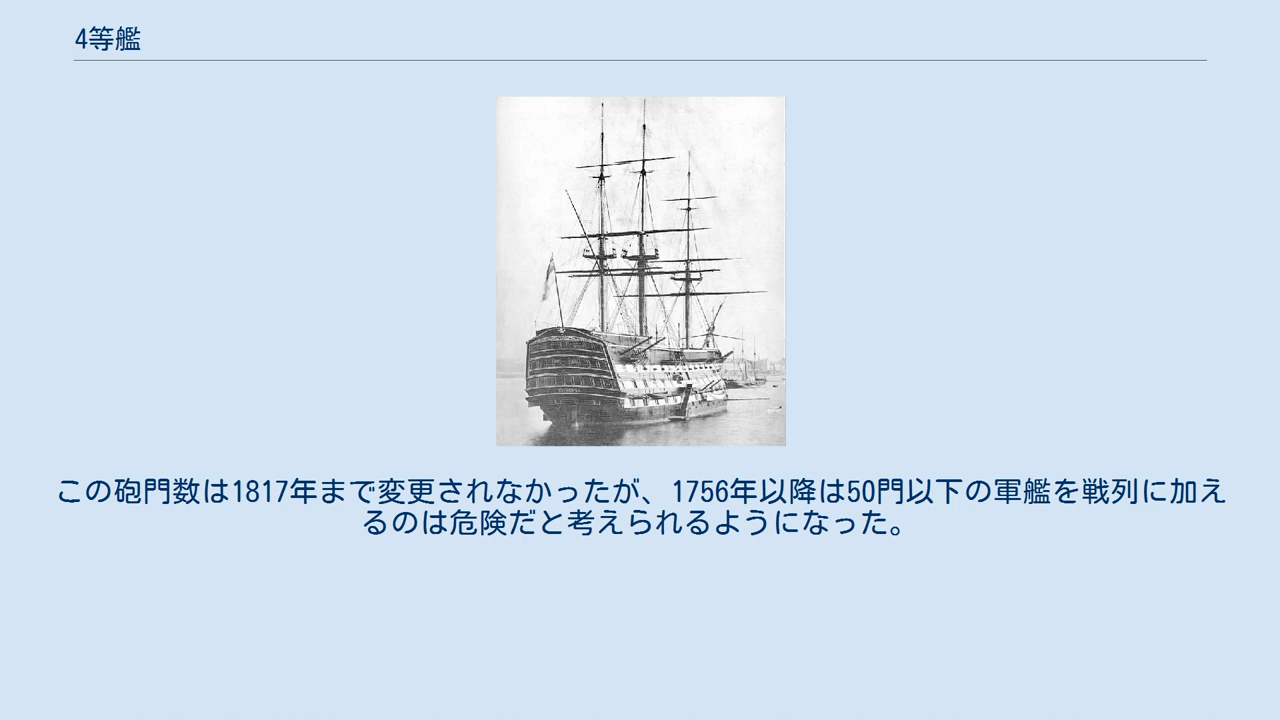 4等艦
この砲門数は1817年まで変更されなかったが、1756年以降は50門以下の軍艦を戦列に加え
るのは危険だと考えられるようになった。